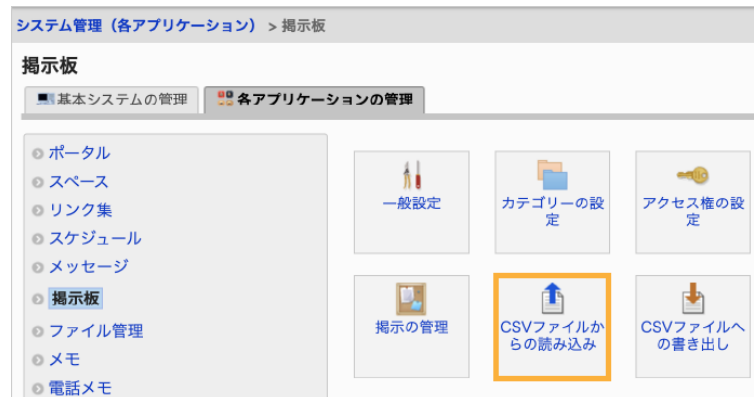 システム管理（各アプリケーション） > 掲示板
掲示板
基本システムの管理
各アプリケーションの管理
ポータル
スペース
リンク集
スケジュール
メッセージ
掲示板
ファイル管理
メモ
電話メモ
一般設定
カテゴリーの設
定
アクセス権の設
定
掲示の管理
CSVファイルか
らの読み込み
CSVファイルへ
の書き出し